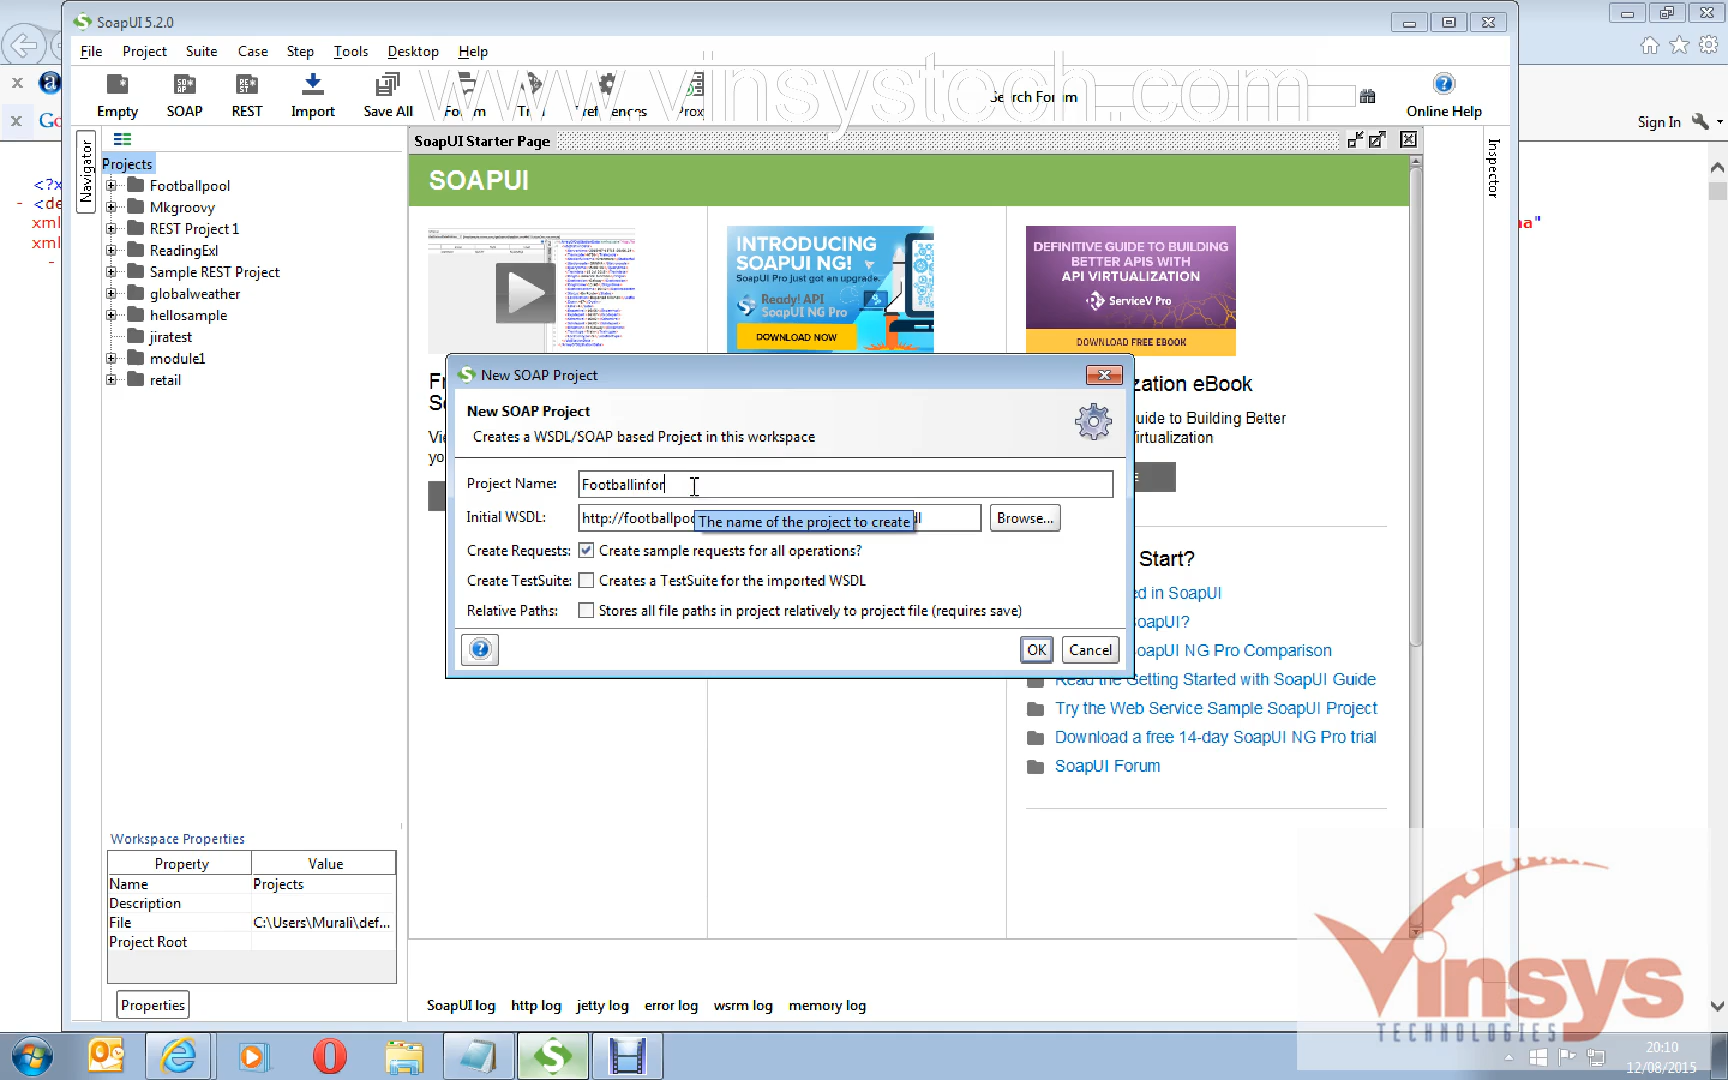 SoapUI 5.2.0
File Project Suite Case Step Tools Desktop Help
www.vinsystech.com
Empty SOAP REST Import Save All
Search Forum
Online Help
Sign In
Navigator
Projects
Footballpool
Mkgroovy
REST Project 1
ReadingExl
Sample REST Project
globalweather
hellosample
jiratest
module1
retail
SoapUI Starter Page
Inspector
SOAPUI
INTRODUCING
SOAPUI NG!
SoapUI Pro just got an upgrade.
Ready! API
SoapUI NG Pro
DOWNLOAD NOW
DEFINITIVE GUIDE TO BUILDING
BETTER APIS WITH
API VIRTUALIZATION
ServiceV Pro
DOWNLOAD FREE EBOOK
zation eBook
uide to Building Better
irtualization
New SOAP Project
New SOAP Project
Creates a WSDL/SOAP based Project in this workspace
Project Name: Footballinfor
Initial WSDL: http://footballpoo
The name of the project to create
Browse...
Create Requests: Create sample requests for all operations?
Create TestSuite: Creates a TestSuite for the imported WSDL
Relative Paths: Stores all file paths in project relatively to project file (requires save)
OK Cancel
Start?
ed in SoapUI
oapUI?
oapUI NG Pro Comparison
Read the Getting Started with SoapUI Guide
Try the Web Service Sample SoapUI Project
Download a free 14-day SoapUI NG Pro trial
SoapUI Forum
Workspace Properties
Property Value
Name Projects
Description
File C:\Users\Murali\def...
Project Root
Properties
SoapUI log http log jetty log error log wsrm log memory log
Vinsys
TECHNOLOGIES
20:10
12/08/2015